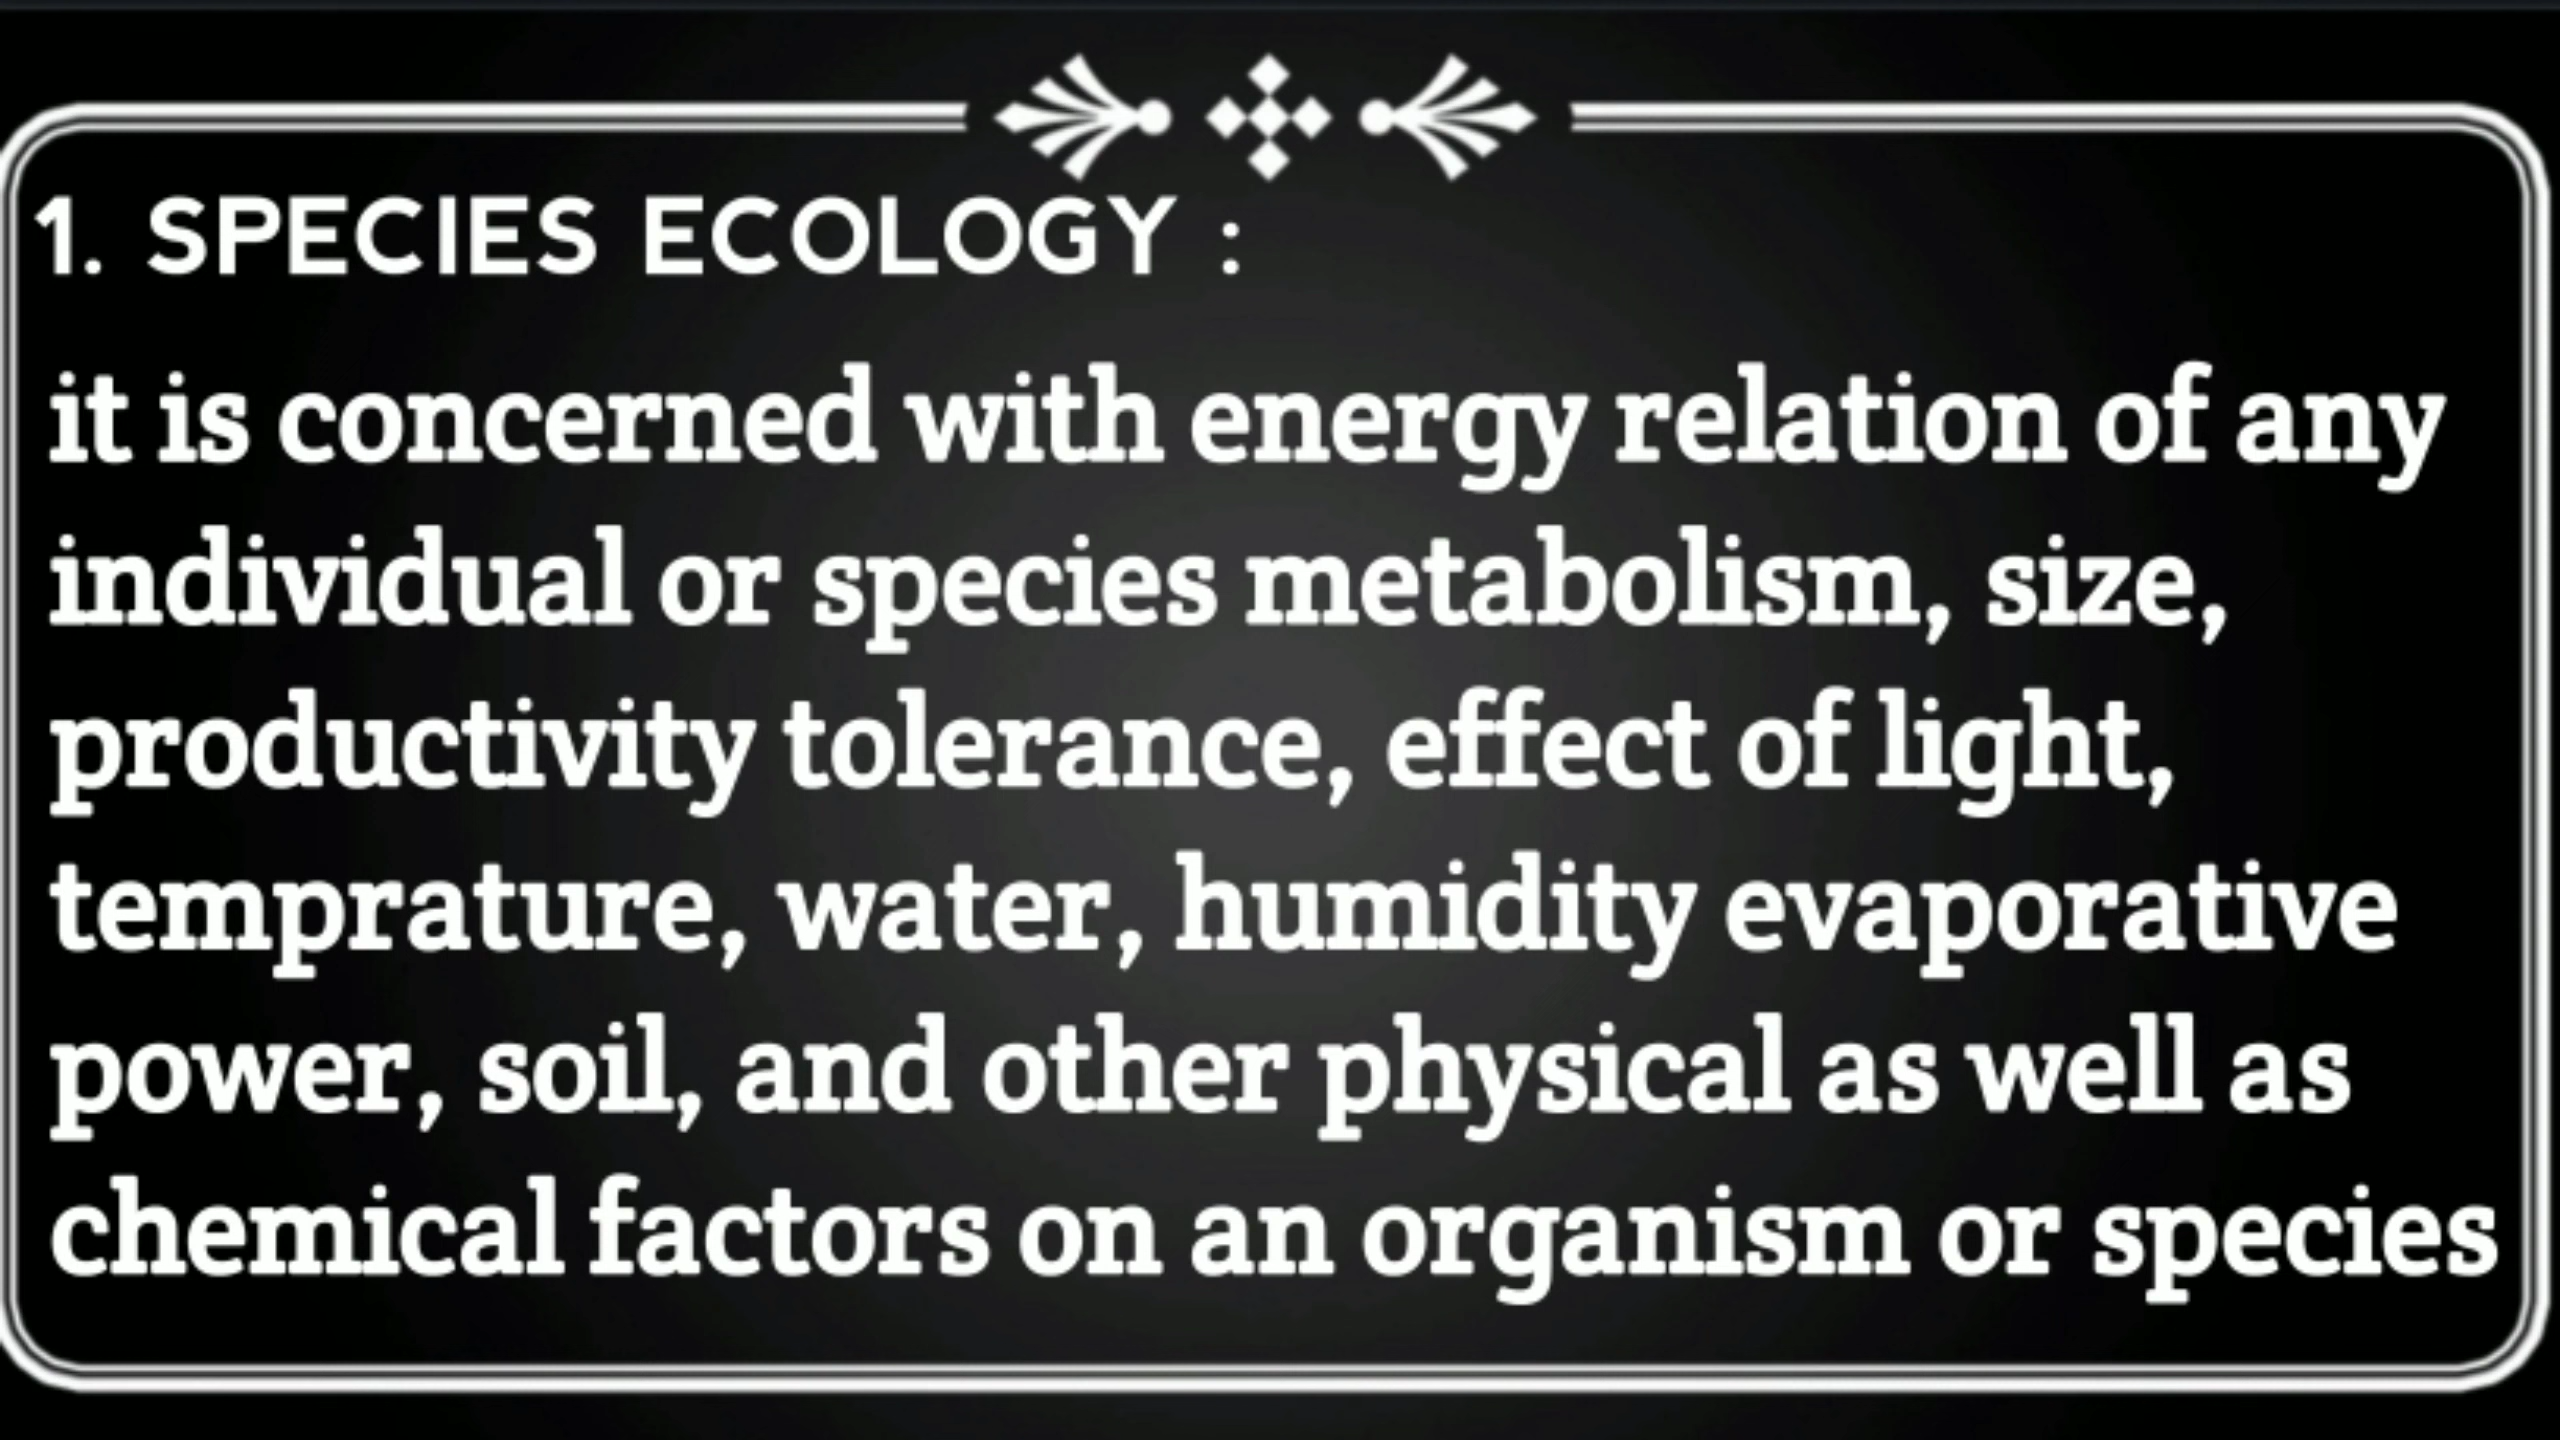 1. SPECIES ECOLOGY :
it is concerned with energy relation of any
individual or species metabolism, size,
productivity tolerance, effect of light,
temprature, water, humidity evaporative
power, soil, and other physical as well as
chemical factors on an organism or species